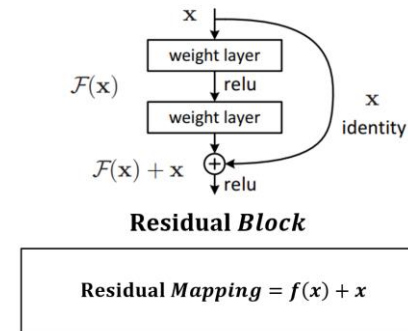 x
weight layer
F(x)
relu
x
weight layer
identity
F(x) + x
relu
Residual Block
Residual Mapping = f(x) + x